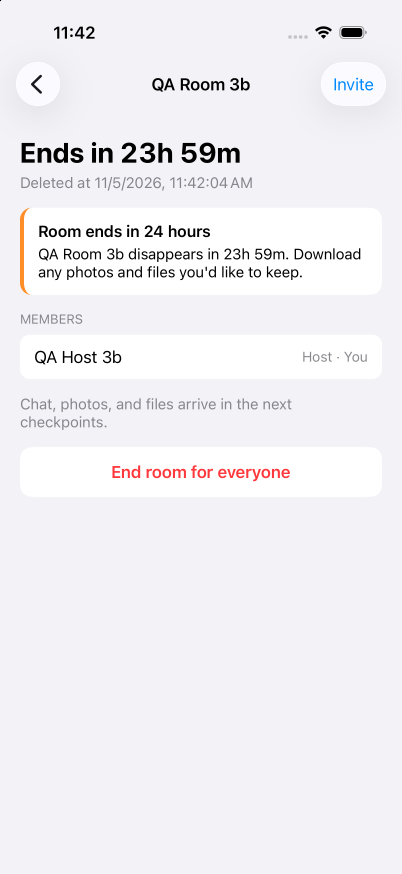 11:42
QA Room 3b
Invite
Ends in 23h 59m
Deleted at 11/5/2026, 11:42:04 AM
Room ends in 24 hours
QA Room 3b disappears in 23h 59m. Download
any photos and files you'd like to keep.
MEMBERS
QA Host 3b
Host · You
Chat, photos, and files arrive in the next
checkpoints.
End room for everyone